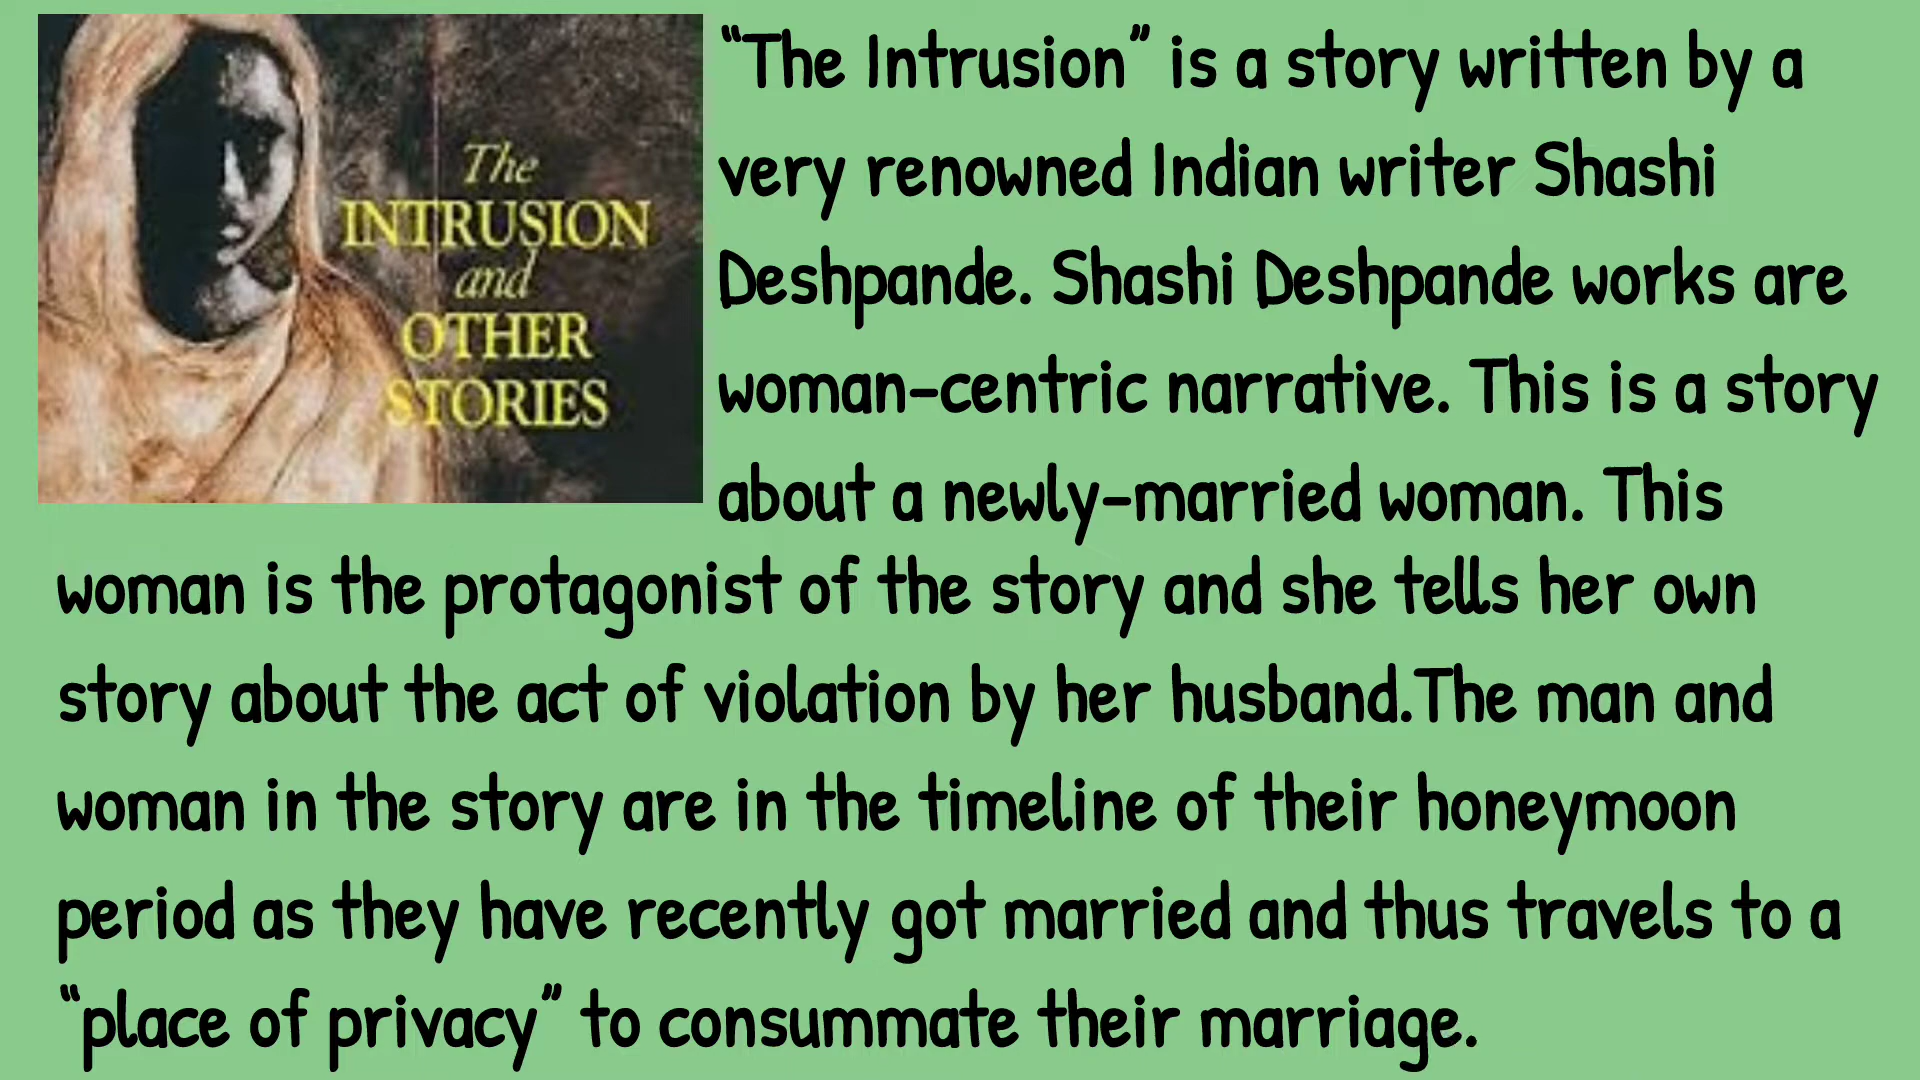 The
INTRUSION
and
OTHER
STORIES
“The Intrusion” is a story written by a
very renowned Indian writer Shashi
Deshpande. Shashi Deshpande works are
woman-centric narrative. This is a story
about a newly-married woman. This
woman is the protagonist of the story and she tells her own
story about the act of violation by her husband.The man and
woman in the story are in the timeline of their honeymoon
period as they have recently got married and thus travels to a
“place of privacy” to consummate their marriage.